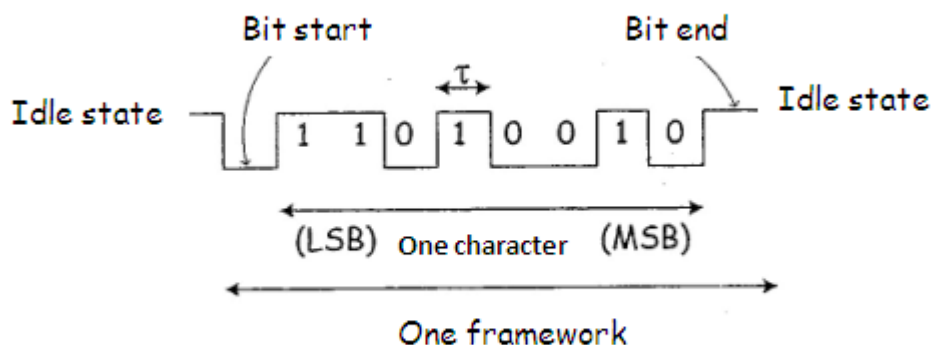 Bit start
Bit end
τ
Idle state
Idle state
1 1 0 1 0 0 1 0
(LSB) One character (MSB)
One framework